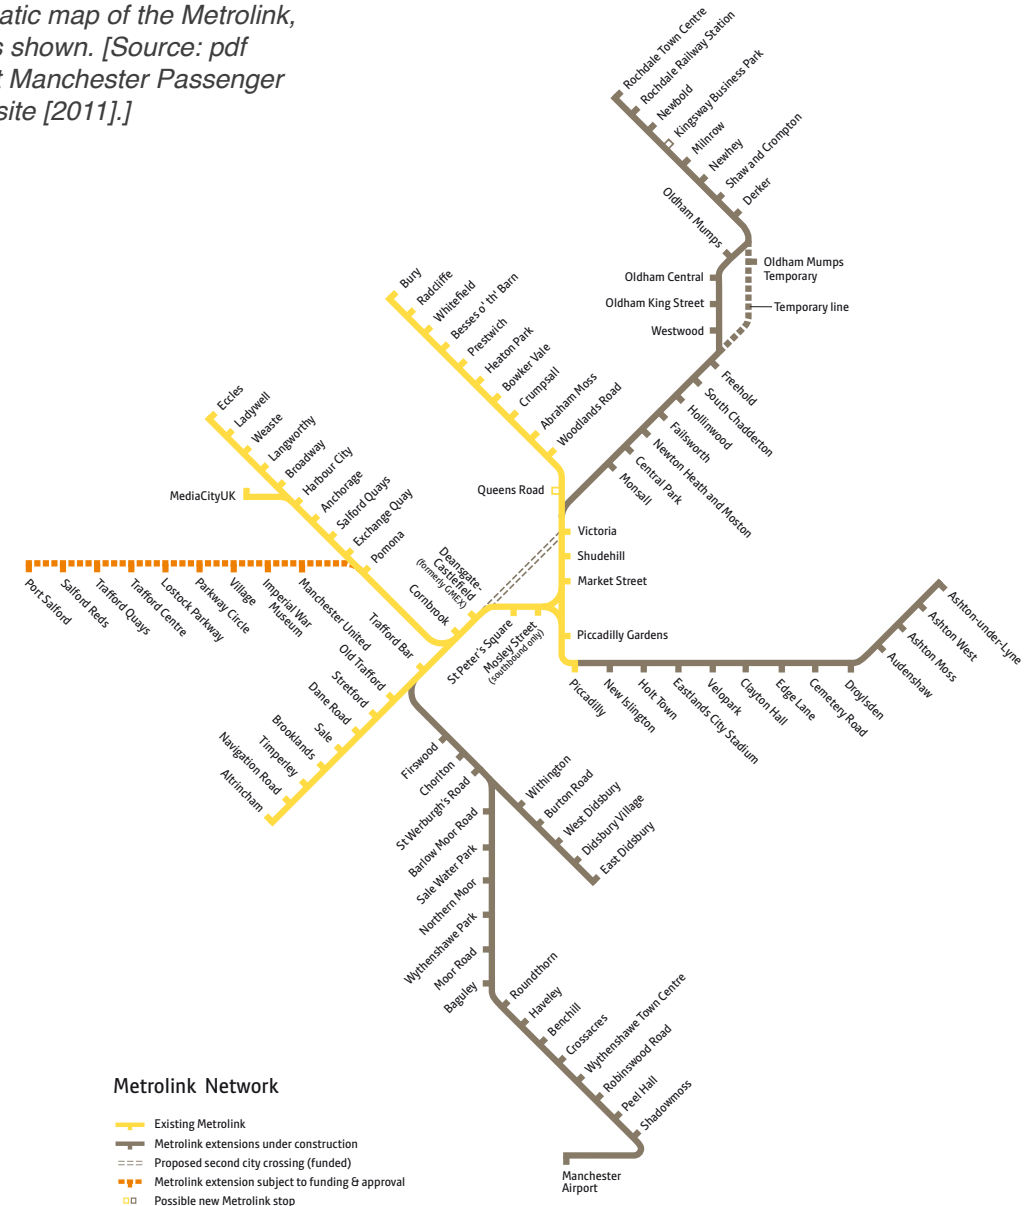 atic map of the Metrolink,
s shown. [Source: pdf
t Manchester Passenger
site [2011].]
Rochdale Town Centre
Rochdale Railway Station
Newbold
Kingsway Business Park
Milnrow
Newhey
Shaw and Crompton
Derker
Oldham Mumps
Oldham Mumps
Temporary
Oldham Central
Oldham King Street
Temporary line
Westwood
Freehold
South Chadderton
Hollinwood
Failsworth
Newton Heath and Moston
Central Park
Monsall
Bury
Radcliffe
Whitefield
Besses o' th' Barn
Prestwich
Heaton Park
Bowker Vale
Crumpsall
Abraham Moss
Woodlands Road
Queens Road
Victoria
Shudehill
Market Street
Piccadilly Gardens
Eccles
Ladywell
Weaste
Langworthy
Broadway
Harbour City
Anchorage
Salford Quays
Exchange Quay
Pomona
MediaCityUK
Port Salford
Salford Reds
Trafford Quays
Trafford Centre
Lostock Parkway
Parkway Circle
Village
Imperial War
Museum
Manchester United
Deansgate-
Castlefield
(formerly GMEX)
Cornbrook
St Peter's Square
Mosley Street
(southbound only)
Trafford Bar
Old Trafford
Stretford
Dane Road
Sale
Brooklands
Timperley
Navigation Road
Altrincham
Piccadilly
New Islington
Holt Town
Eastlands City Stadium
Velopark
Clayton Hall
Edge Lane
Cemetery Road
Droylsden
Audenshaw
Ashton Moss
Ashton West
Ashton-under-Lyne
Firswood
Chorlton
St Werburgh's Road
Withington
Burton Road
West Didsbury
Didsbury Village
East Didsbury
Barlow Moor Road
Sale Water Park
Northern Moor
Wythenshawe Park
Moor Road
Baguley
Roundthorn
Haveley
Benchill
Crossacres
Wythenshawe Town Centre
Robinswood Road
Peel Hall
Shadowmoss
Manchester
Airport
Metrolink Network
Existing Metrolink
Metrolink extensions under construction
Proposed second city crossing (funded)
Metrolink extension subject to funding & approval
Possible new Metrolink stop